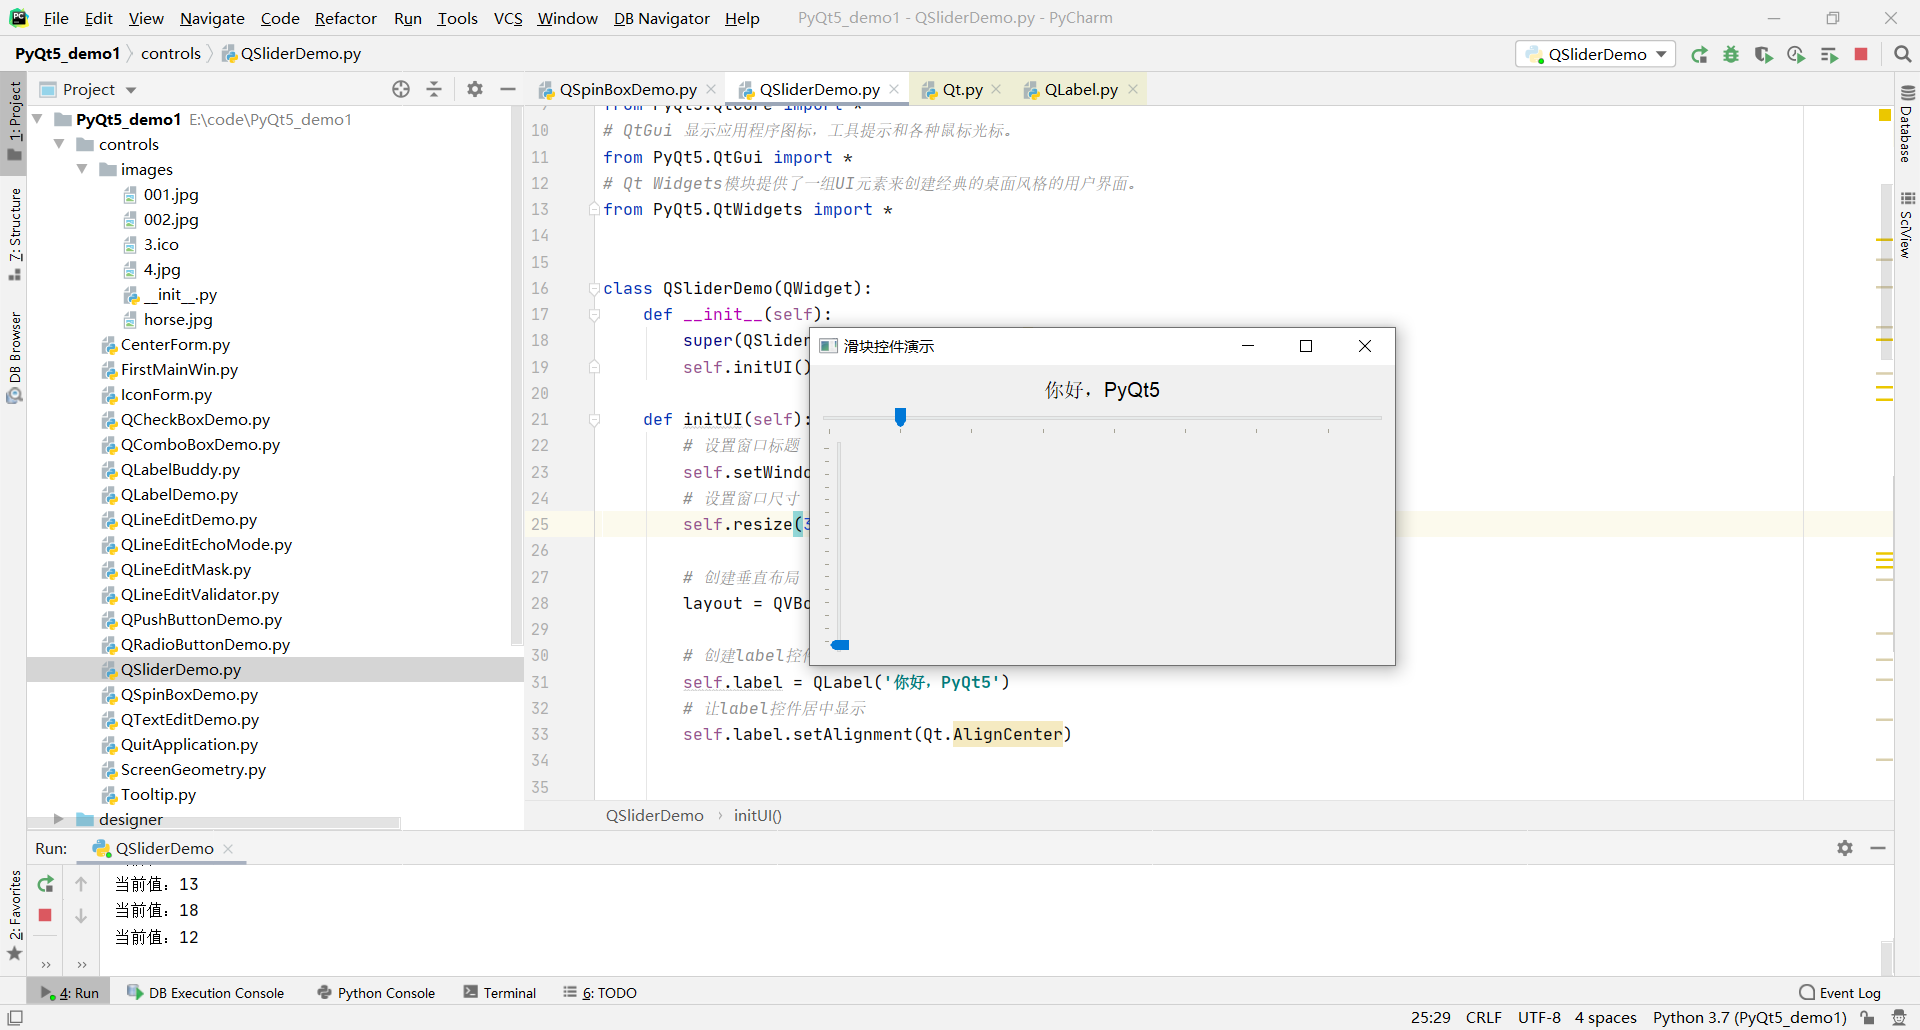 File Edit View Navigate Code Refactor Run Tools VCS Window DB Navigator Help PyQt5_demo1 - QSliderDemo.py - PyCharm
PyQt5_demo1 controls QSliderDemo.py QSliderDemo
Project
QSpinBoxDemo.py QSliderDemo.py Qt.py QLabel.py
1: Project
7: Structure
DB Browser
2: Favorites
Database
SciView
PyQt5_demo1 E:\code\PyQt5_demo1
controls
images
001.jpg
002.jpg
3.ico
4.jpg
__init__.py
horse.jpg
CenterForm.py
FirstMainWin.py
IconForm.py
QCheckBoxDemo.py
QComboBoxDemo.py
QLabelBuddy.py
QLabelDemo.py
QLineEditDemo.py
QLineEditEchoMode.py
QLineEditMask.py
QLineEditValidator.py
QPushButtonDemo.py
QRadioButtonDemo.py
QSliderDemo.py
QSpinBoxDemo.py
QTextEditDemo.py
QuitApplication.py
ScreenGeometry.py
Tooltip.py
designer
9 from PyQt5.QtCore import *
10 # QtGui 显示应用程序图标，工具提示和各种鼠标光标。
11 from PyQt5.QtGui import *
12 # Qt Widgets模块提供了一组UI元素来创建经典的桌面风格的用户界面。
13 from PyQt5.QtWidgets import *
14
15
16 class QSliderDemo(QWidget):
17 def __init__(self):
18 super(QSlider
19 self.initUI()
20
21 def initUI(self):
22 # 设置窗口标题
23 self.setWindo
24 # 设置窗口尺寸
25 self.resize(3
26
27 # 创建垂直布局
28 layout = QVBo
29
30 # 创建label控件
31 self.label = QLabel('你好，PyQt5')
32 # 让label控件居中显示
33 self.label.setAlignment(Qt.AlignCenter)
34
35
滑块控件演示
你好，PyQt5
QSliderDemo › initUI()
Run: QSliderDemo
当前值：13
当前值：18
当前值：12
4: Run DB Execution Console Python Console Terminal 6: TODO Event Log
25:29 CRLF UTF-8 4 spaces Python 3.7 (PyQt5_demo1)